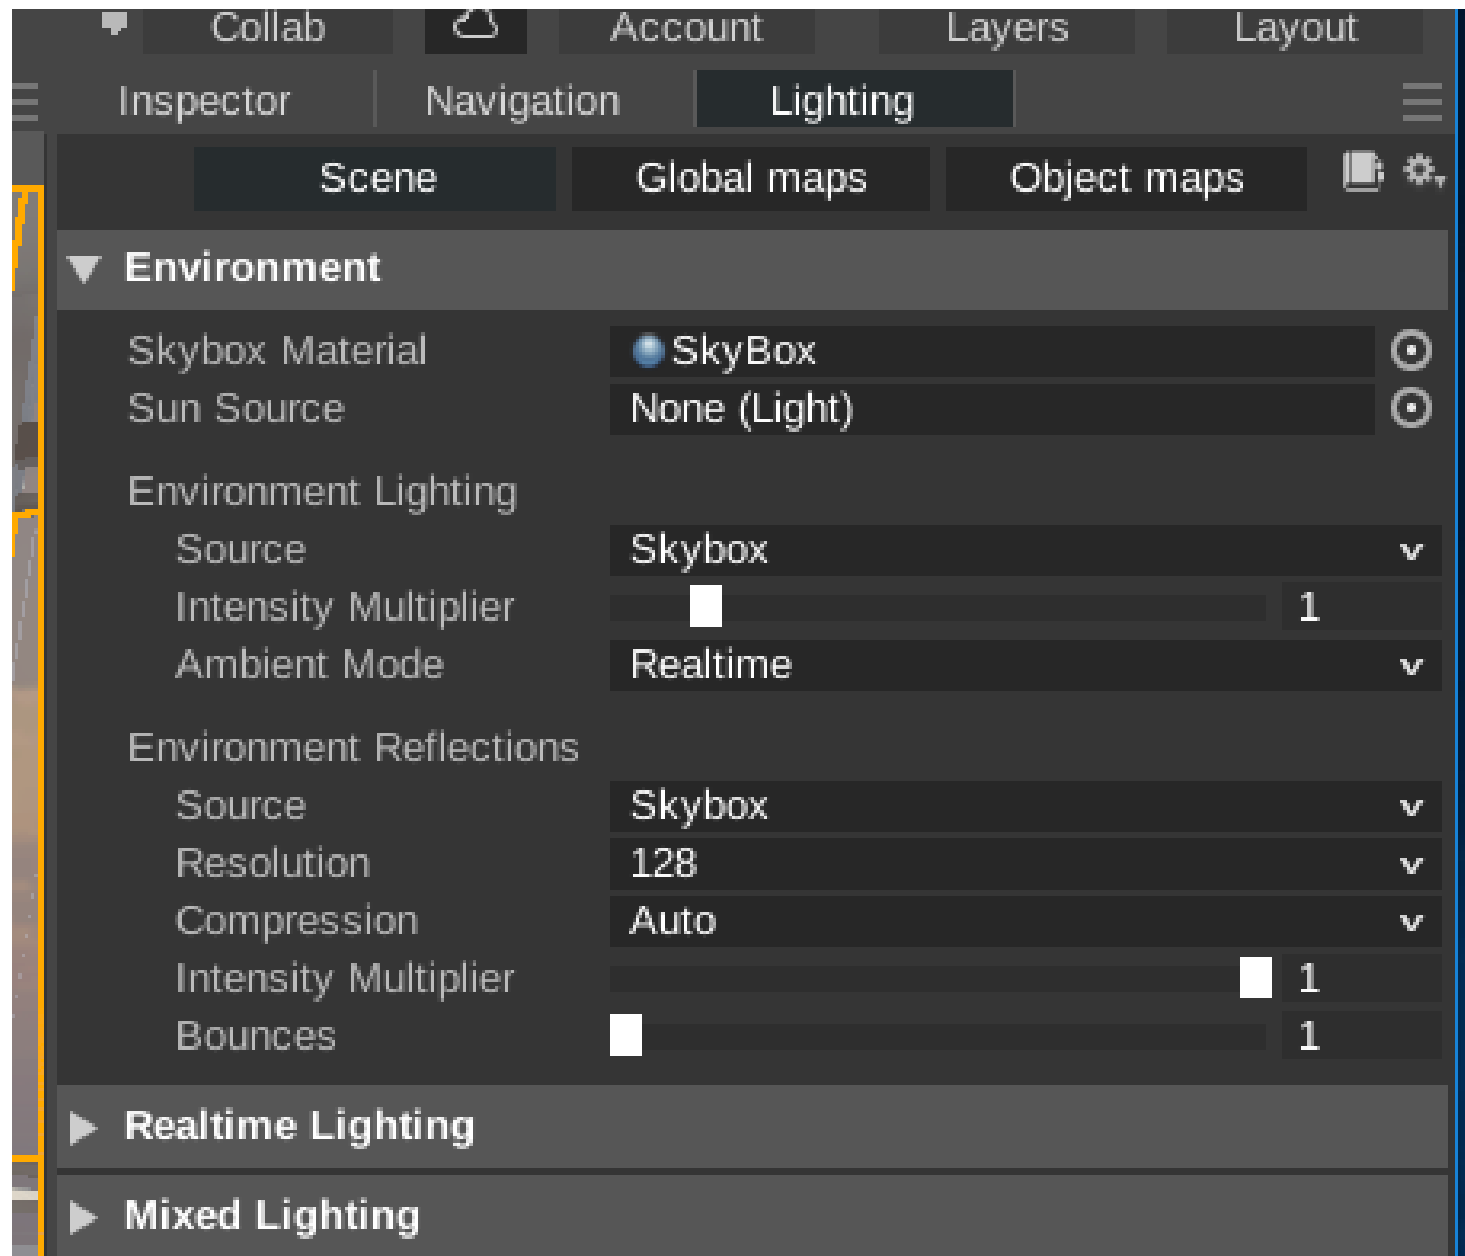 Collab Account Layers Layout
Inspector Navigation Lighting
Scene Global maps Object maps
Environment
Skybox Material SkyBox
Sun Source None (Light)
Environment Lighting
Source Skybox
Intensity Multiplier 1
Ambient Mode Realtime
Environment Reflections
Source Skybox
Resolution 128
Compression Auto
Intensity Multiplier 1
Bounces 1
Realtime Lighting
Mixed Lighting